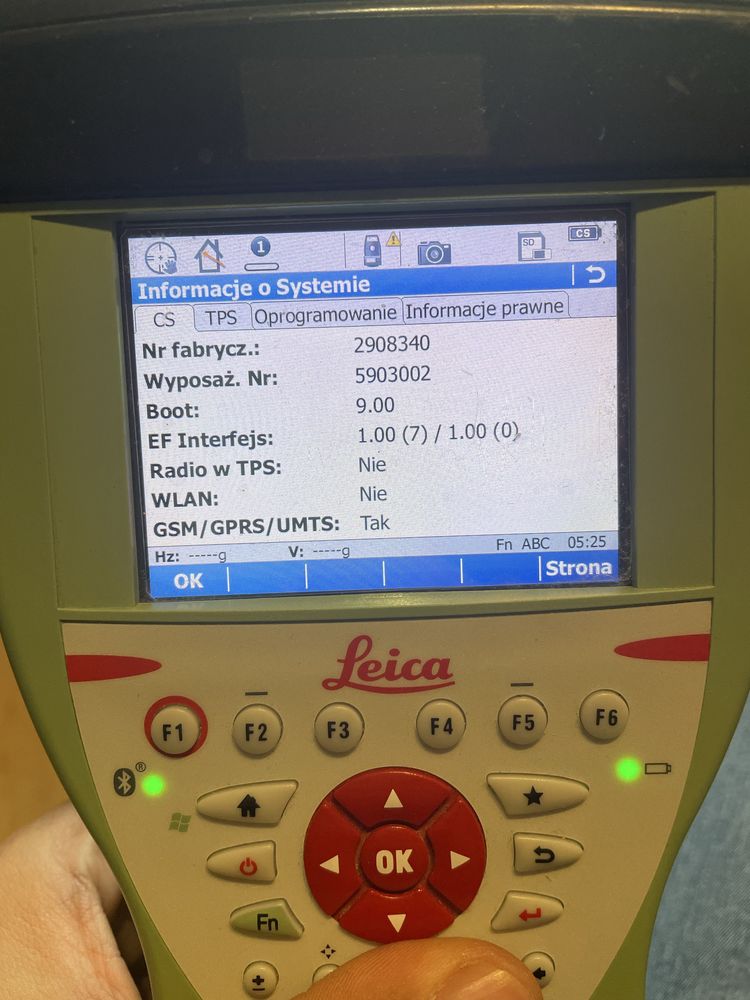 1
SD
CS
Informacje o Systemie
CS TPS Oprogramowanie Informacje prawne
Nr fabrycz.: 2908340
Wyposaż. Nr: 5903002
Boot: 9.00
EF Interfejs: 1.00 (7) / 1.00 (0)
Radio w TPS: Nie
WLAN: Nie
GSM/GPRS/UMTS: Tak
Hz: -----g V: -----g Fn ABC 05:25
OK Strona
Leica
F1 F2 F3 F4 F5 F6
®
OK
Fn